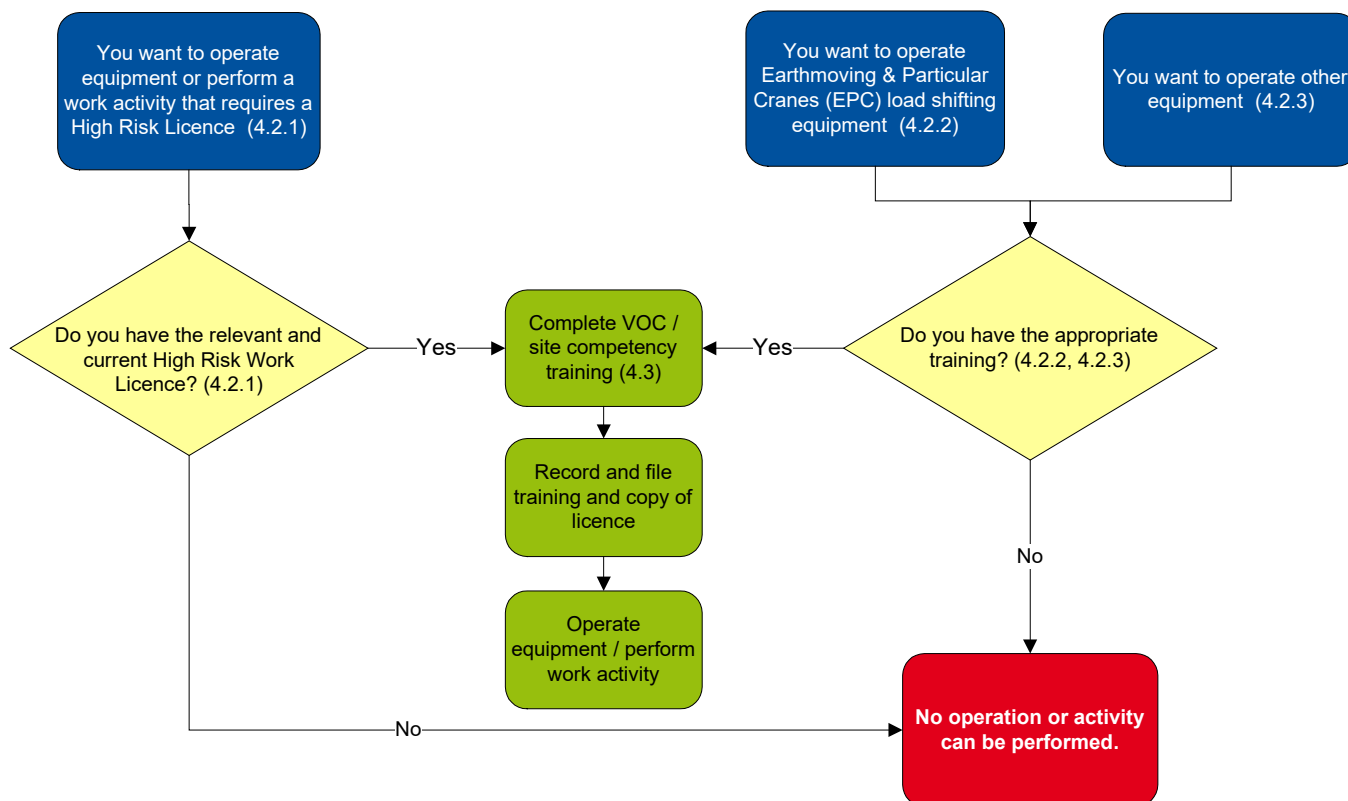 You want to operate
equipment or perform a
work activity that requires a
High Risk Licence (4.2.1)
You want to operate
Earthmoving & Particular
Cranes (EPC) load shifting
equipment (4.2.2)
You want to operate other
equipment (4.2.3)
Do you have the relevant and
current High Risk Work
Licence? (4.2.1)
Yes
Complete VOC /
site competency
training (4.3)
Yes
Do you have the appropriate
training? (4.2.2, 4.2.3)
Record and file
training and copy of
licence
No
Operate
equipment / perform
work activity
No
No operation or activity
can be performed.